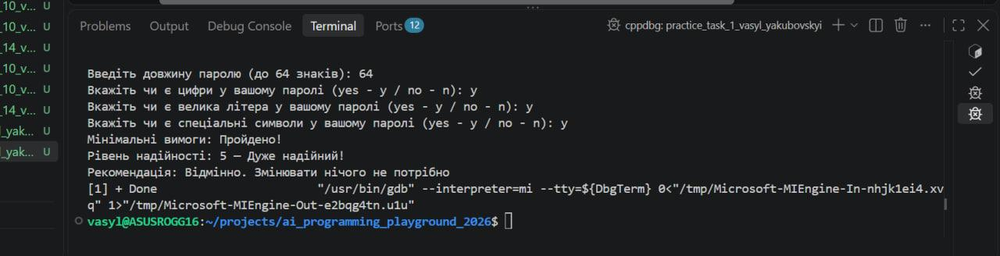 _10_v... U
_10_v... U
_14_v... U
_10_v... U
_10_v... U
_14_v... U
l_yak... U
_yak... U
Problems Output Debug Console Terminal Ports 12 cppdbg: practice_task_1_vasyl_yakubovskyi
Введіть довжину паролю (до 64 знаків): 64
Вкажіть чи є цифри у вашому паролі (yes - y / no - n): y
Вкажіть чи є велика літера у вашому паролі (yes - y / no - n): y
Вкажіть чи є спеціальні символи у вашому паролі (yes - y / no - n): y
Мінімальні вимоги: Пройдено!
Рівень надійності: 5 — Дуже надійний!
Рекомендація: Відмінно. Змінювати нічого не потрібно
[1] + Done "/usr/bin/gdb" --interpreter=mi --tty=${DbgTerm} 0<"/tmp/Microsoft-MIEngine-In-nhjk1ei4.xv
q" 1>"/tmp/Microsoft-MIEngine-Out-e2bqg4tn.u1u"
vasyl@ASUSROGG16:~/projects/ai_programming_playground_2026$